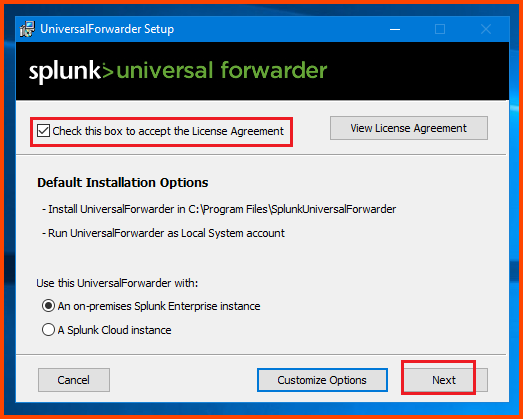 UniversalForwarder Setup
splunk>universal forwarder
Check this box to accept the License Agreement
View License Agreement
Default Installation Options
- Install UniversalForwarder in C:\Program Files\SplunkUniversalForwarder
- Run UniversalForwarder as Local System account
Use this UniversalForwarder with:
An on-premises Splunk Enterprise instance
A Splunk Cloud instance
Cancel
Customize Options
Next